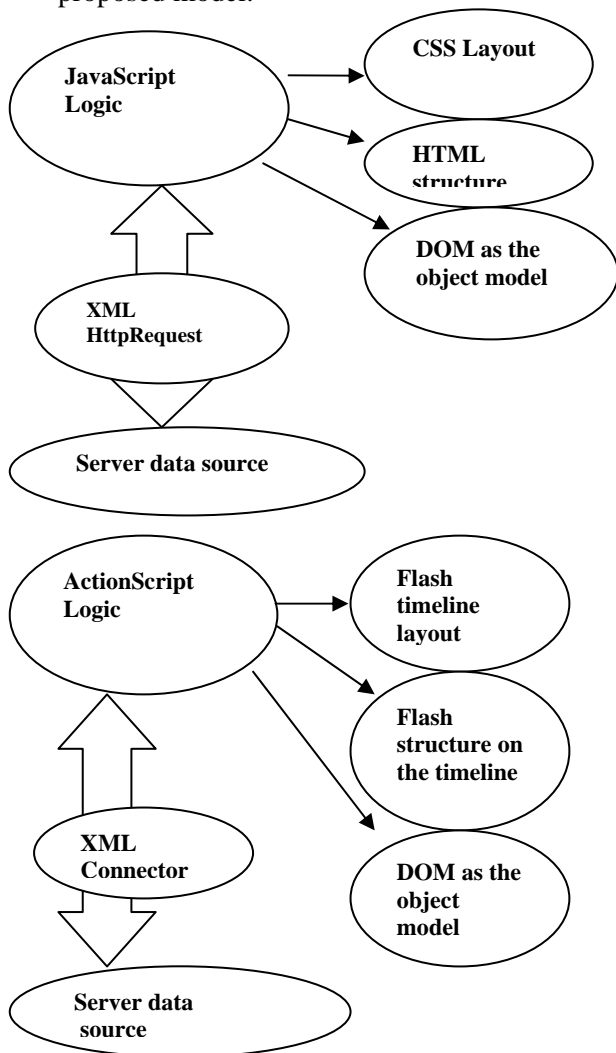 proposed model.
CSS Layout
JavaScript
Logic
HTML
structure
DOM as the
object model
XML
HttpRequest
Server data source
ActionScript
Logic
Flash
timeline
layout
Flash
structure on
the timeline
XML
Connector
DOM as the
object
model
Server data
source